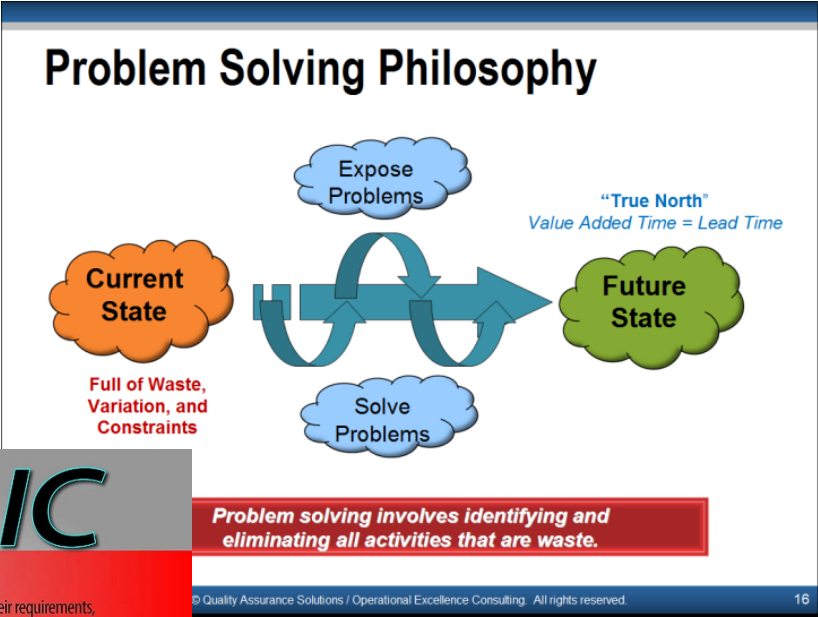 Problem Solving Philosophy
Expose
Problems
“True North”
Value Added Time = Lead Time
Current
State
Future
State
Full of Waste,
Variation, and
Constraints
Solve
Problems
IC
Problem solving involves identifying and
eliminating all activities that are waste.
requirements,
© Quality Assurance Solutions / Operational Excellence Consulting. All rights reserved.
16